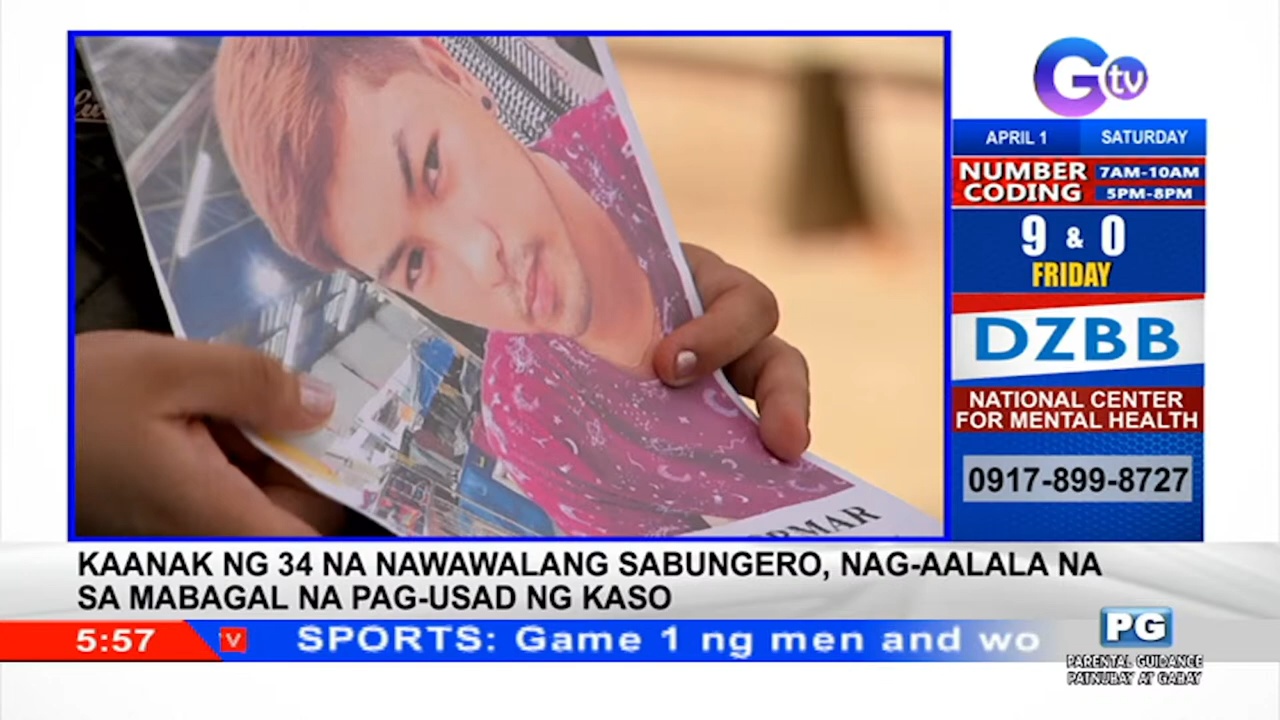 G tv
APRIL 1 SATURDAY
NUMBER CODING 7AM-10AM
5PM-8PM
9 & 0
FRIDAY
DZBB
NATIONAL CENTER
FOR MENTAL HEALTH
0917-899-8727
KAANAK NG 34 NA NAWAWALANG SABUNGERO, NAG-AALALA NA
SA MABAGAL NA PAG-USAD NG KASO
5:57 V SPORTS: Game 1 ng men and wo
PG
PARENTAL GUIDANCE
PATNUBAY AT GABAY